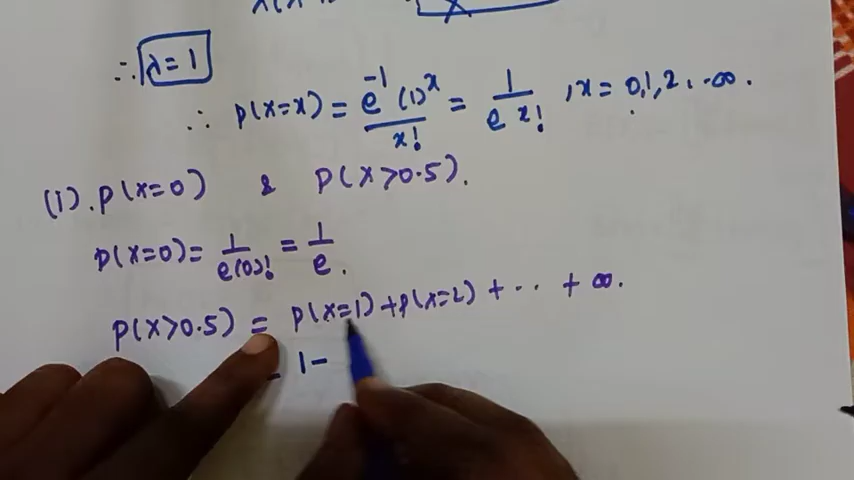 ∴ λ = 1
∴ P(X=x) = e^-1 (1)^x / x! = 1 / e x! , x = 0,1,2, ..∞.
(1). P(X=0) & P(X>0.5).
P(X=0) = 1 / e(0)! = 1 / e.
P(X>0.5) = P(X=1) + P(X=2) + .. + ∞.
= 1 -